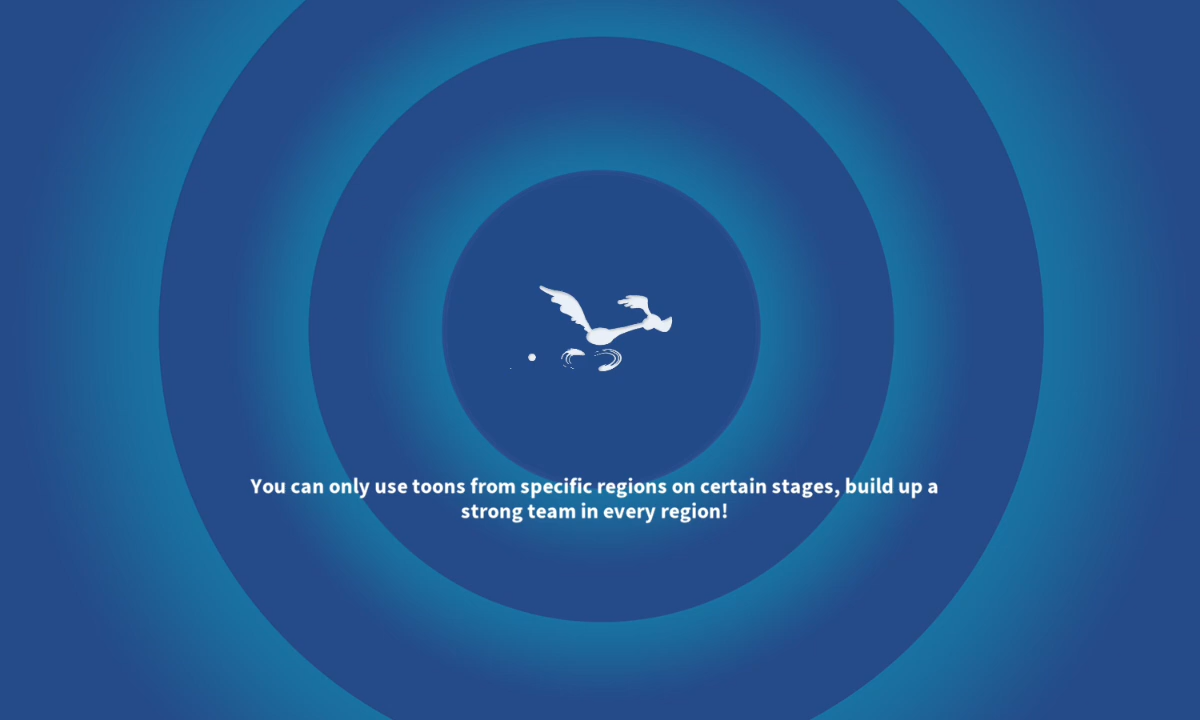 You can only use toons from specific regions on certain stages, build up a
strong team in every region!